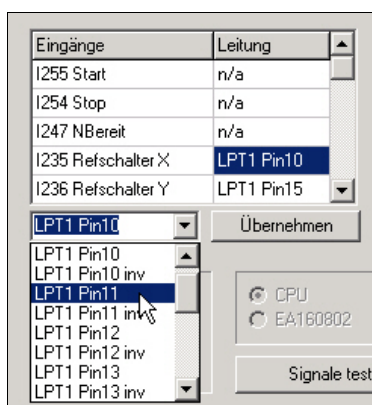 Eingänge Leitung
I255 Start n/a
I254 Stop n/a
I247 NBereit n/a
I235 Refschalter X LPT1 Pin10
I236 Refschalter Y LPT1 Pin15
LPT1 Pin10 Übernehmen
LPT1 Pin10
LPT1 Pin10 inv
LPT1 Pin11
LPT1 Pin11 inv
LPT1 Pin12
LPT1 Pin12 inv
LPT1 Pin13
LPT1 Pin13 inv
CPU
EA160802
Signale test